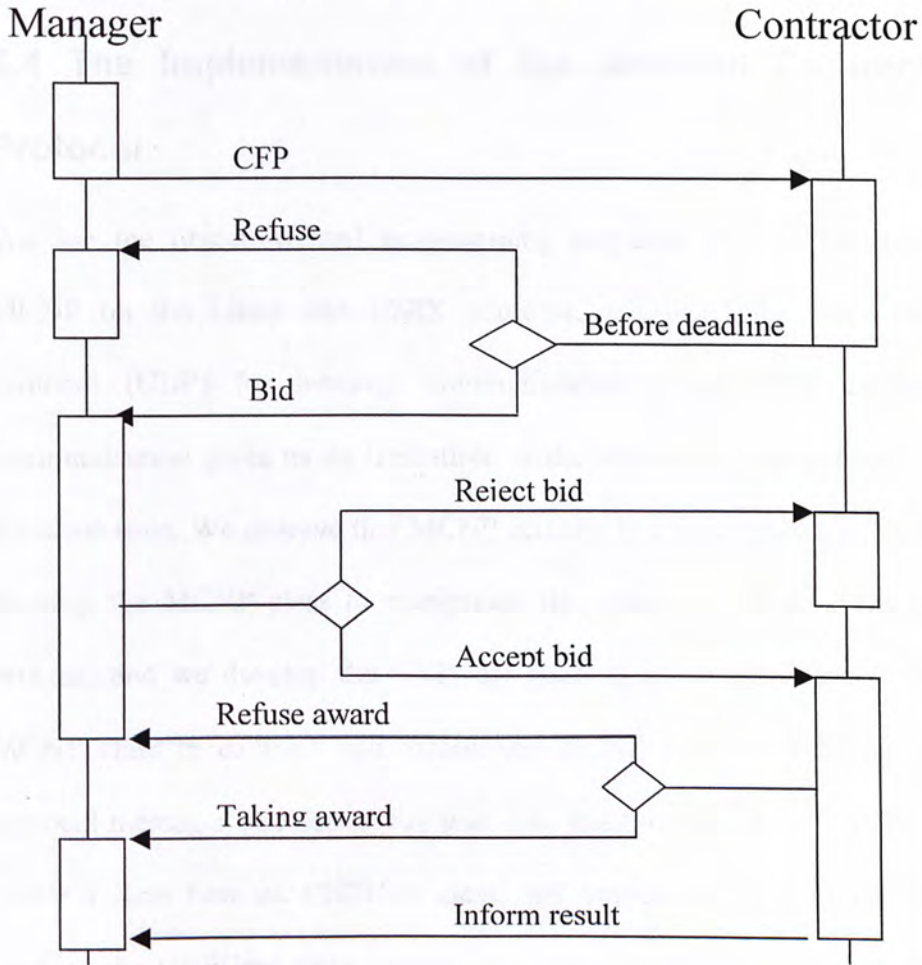 Manager Contractor
CFP
Refuse
Before deadline
Bid
Reject bid
Accept bid
Refuse award
Taking award
Inform result